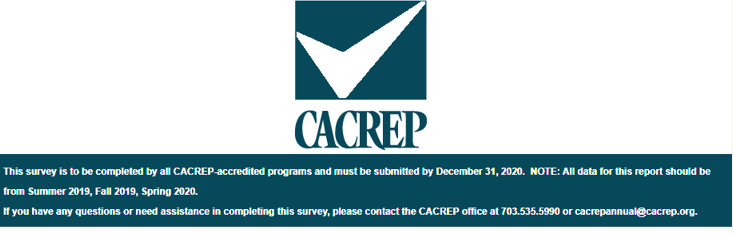 CACREP
This survey is to be completed by all CACREP-accredited programs and must be submitted by December 31, 2020.  NOTE: All data for this report should be
from Summer 2019, Fall 2019, Spring 2020.
If you have any questions or need assistance in completing this survey, please contact the CACREP office at 703.535.5990 or cacrepannual@cacrep.org.